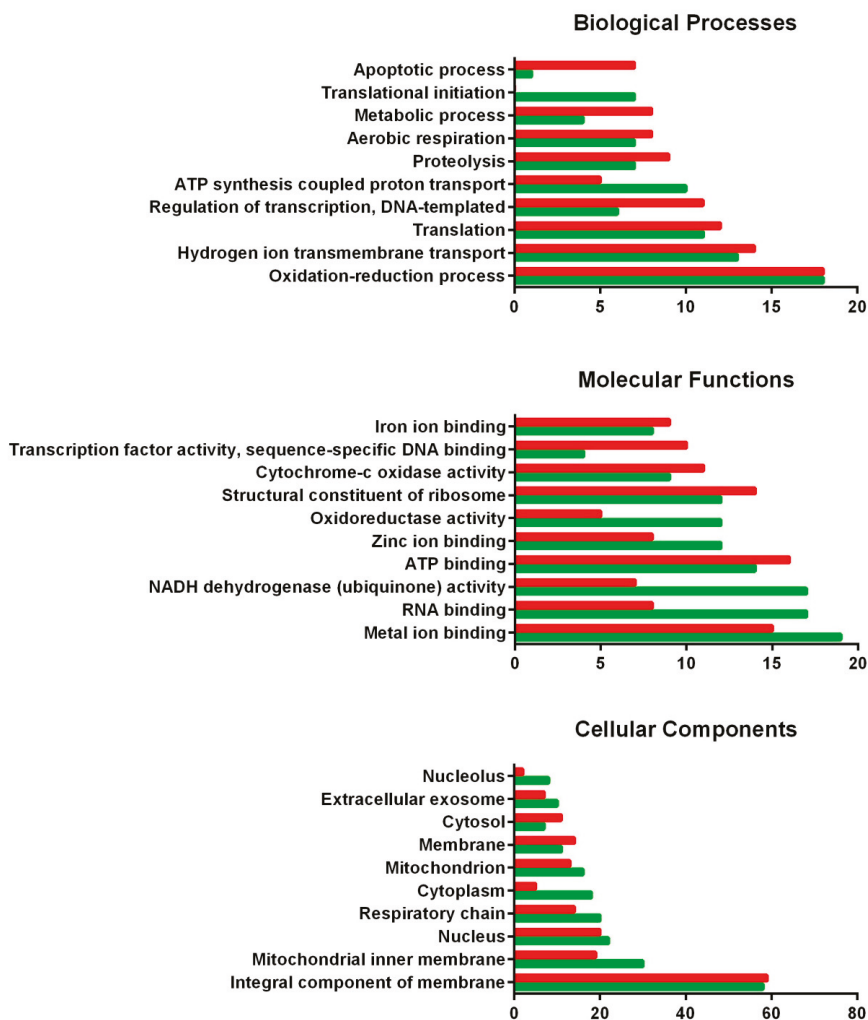 Biological Processes
Apoptotic process
Translational initiation
Metabolic process
Aerobic respiration
Proteolysis
ATP synthesis coupled proton transport
Regulation of transcription, DNA-templated
Translation
Hydrogen ion transmembrane transport
Oxidation-reduction process
0 5 10 15 20
Molecular Functions
Iron ion binding
Transcription factor activity, sequence-specific DNA binding
Cytochrome-c oxidase activity
Structural constituent of ribosome
Oxidoreductase activity
Zinc ion binding
ATP binding
NADH dehydrogenase (ubiquinone) activity
RNA binding
Metal ion binding
0 5 10 15 20
Cellular Components
Nucleolus
Extracellular exosome
Cytosol
Membrane
Mitochondrion
Cytoplasm
Respiratory chain
Nucleus
Mitochondrial inner membrane
Integral component of membrane
0 20 40 60 80